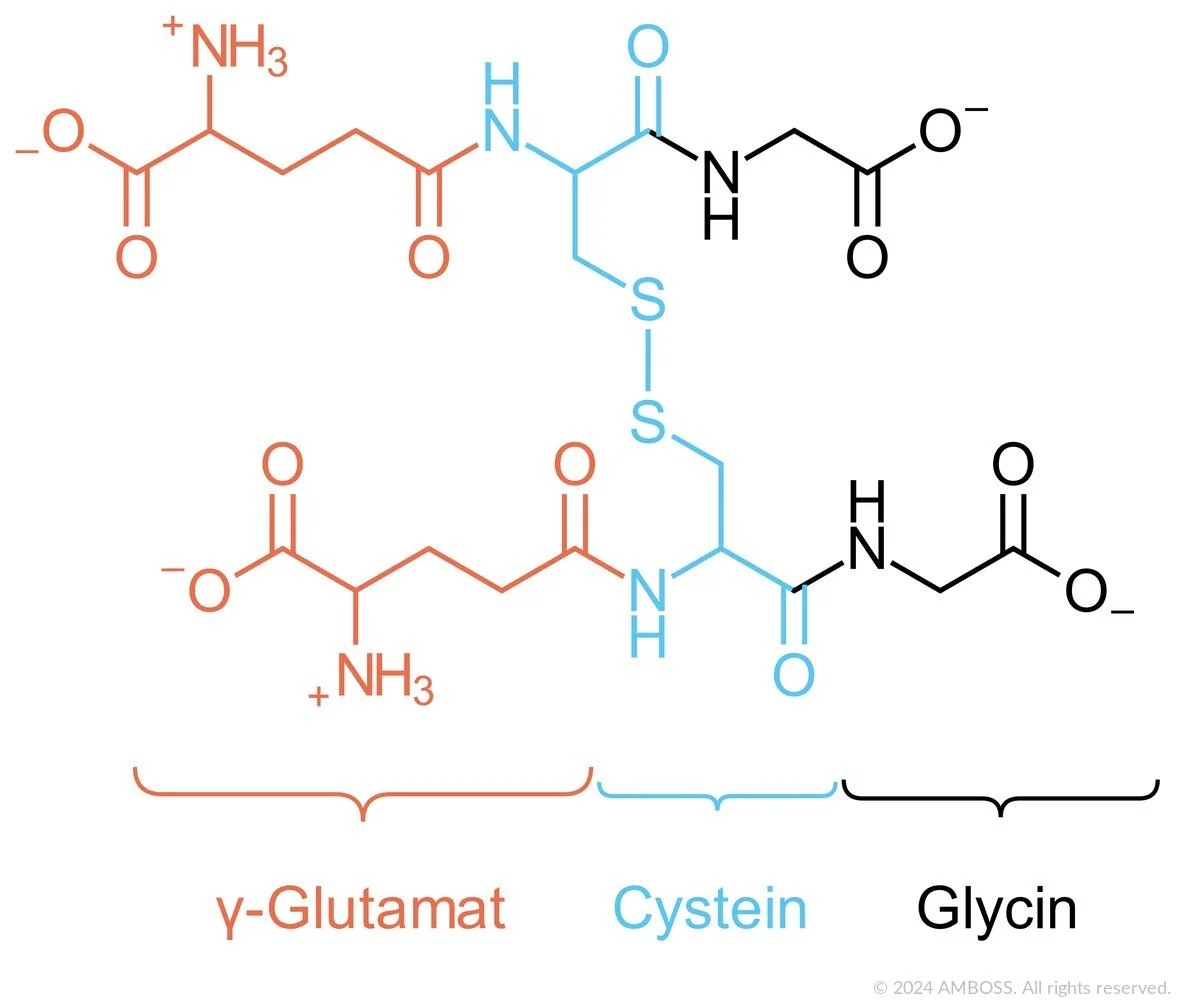 +
NH3
O
H
N
O
−O
O−
N
H
O
O
O
S
S
O
O
H
N
O
−O
N
H
O−
+
NH3
O
γ-Glutamat
Cystein
Glycin
© 2024 AMBOSS. All rights reserved.